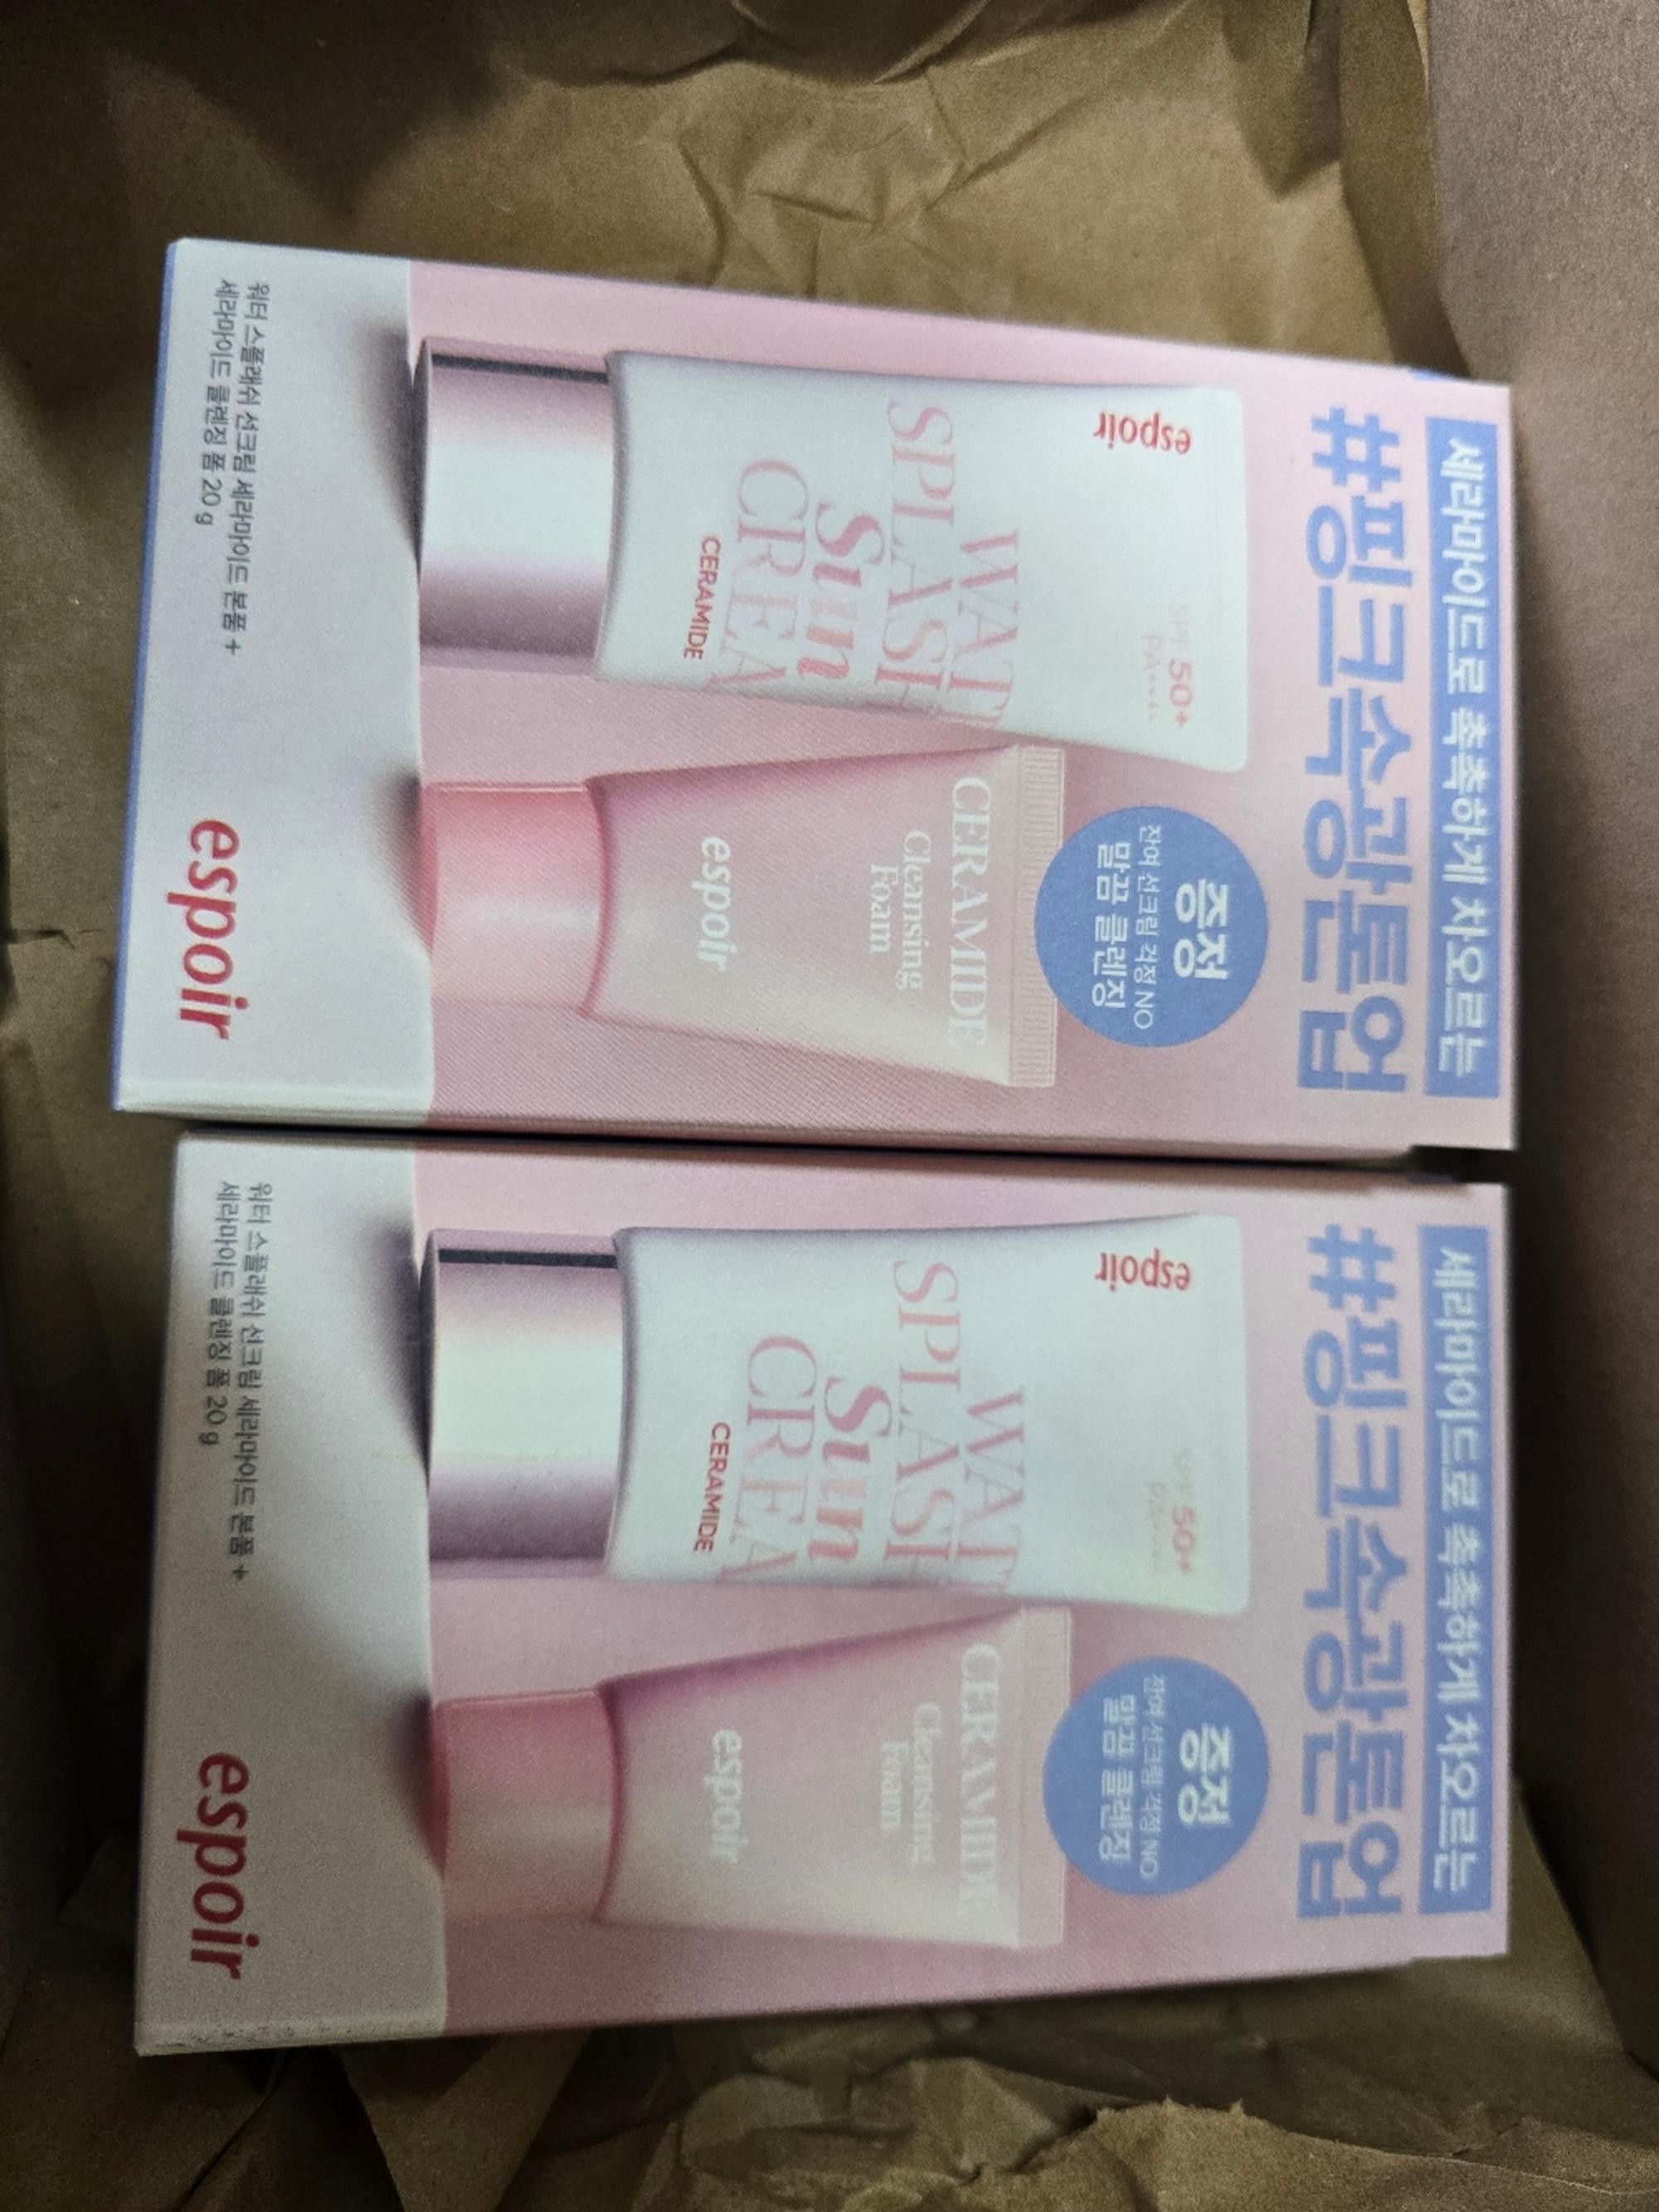 세라마이드로 촉촉하게 차오르는
#핑크속광톤업
espoir
SPF 50+
PA++++
WAT
SPLASH
Sun
CREA
CERAMIDE
증정
잔여 선크림 걱정 NO
말끔 클렌징
CERAMIDE
Cleansing
Foam
espoir
워터 스플래쉬 선크림 세라마이드 본품 +
세라마이드 클렌징 폼 20 g
espoir
세라마이드로 촉촉하게 차오르는
#핑크속광톤업
espoir
SPF 50+
WAT
SPLASH
Sun
CREA
CERAMIDE
증정
잔여 선크림 걱정 NO
말끔 클렌징
CERAMIDE
Cleansing
Foam
espoir
워터 스플래쉬 선크림 세라마이드 본품 +
세라마이드 클렌징 폼 20 g
espoir